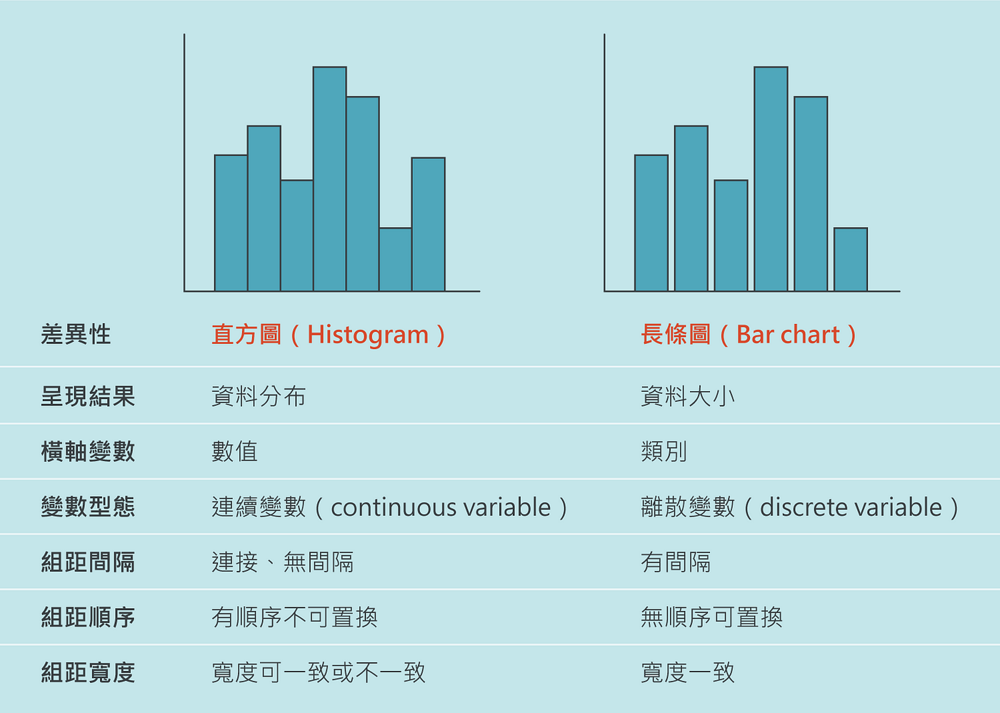 差異性 直方圖（Histogram） 長條圖（Bar chart）
呈現結果 資料分布 資料大小
橫軸變數 數值 類別
變數型態 連續變數（continuous variable） 離散變數（discrete variable）
組距間隔 連接、無間隔 有間隔
組距順序 有順序不可置換 無順序可置換
組距寬度 寬度可一致或不一致 寬度一致